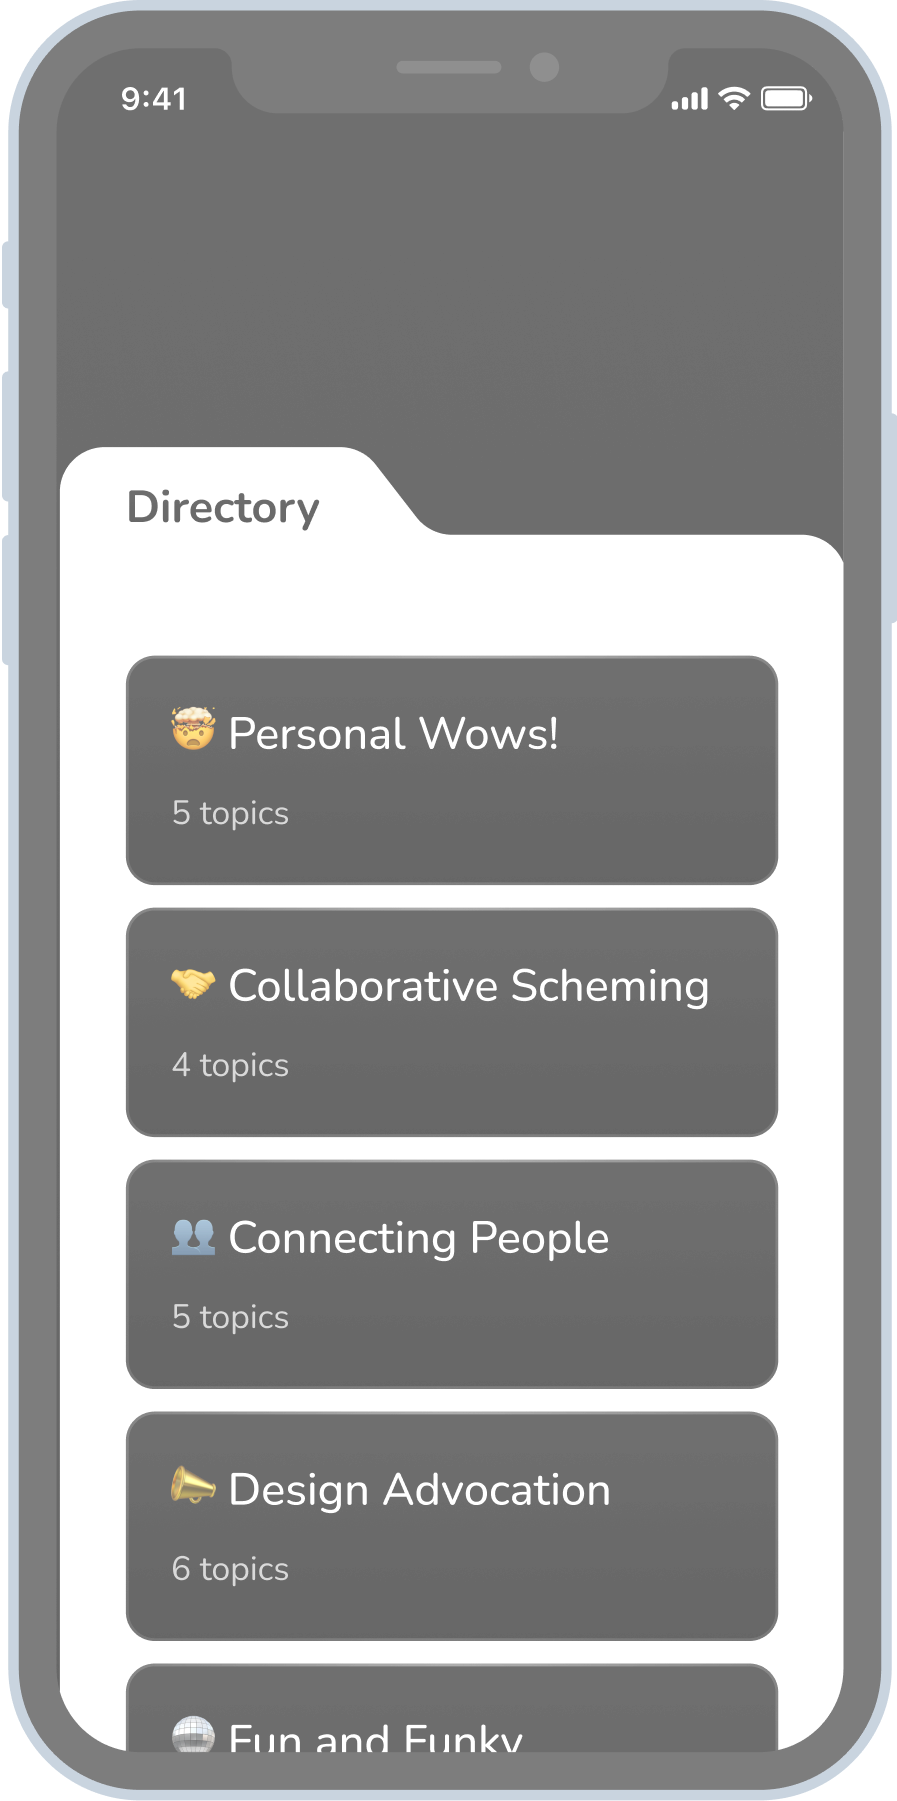 9:41
Directory
🤯 Personal Wows!
5 topics
🤝 Collaborative Scheming
4 topics
👥 Connecting People
5 topics
📣 Design Advocation
6 topics
🪩 Fun and Funky